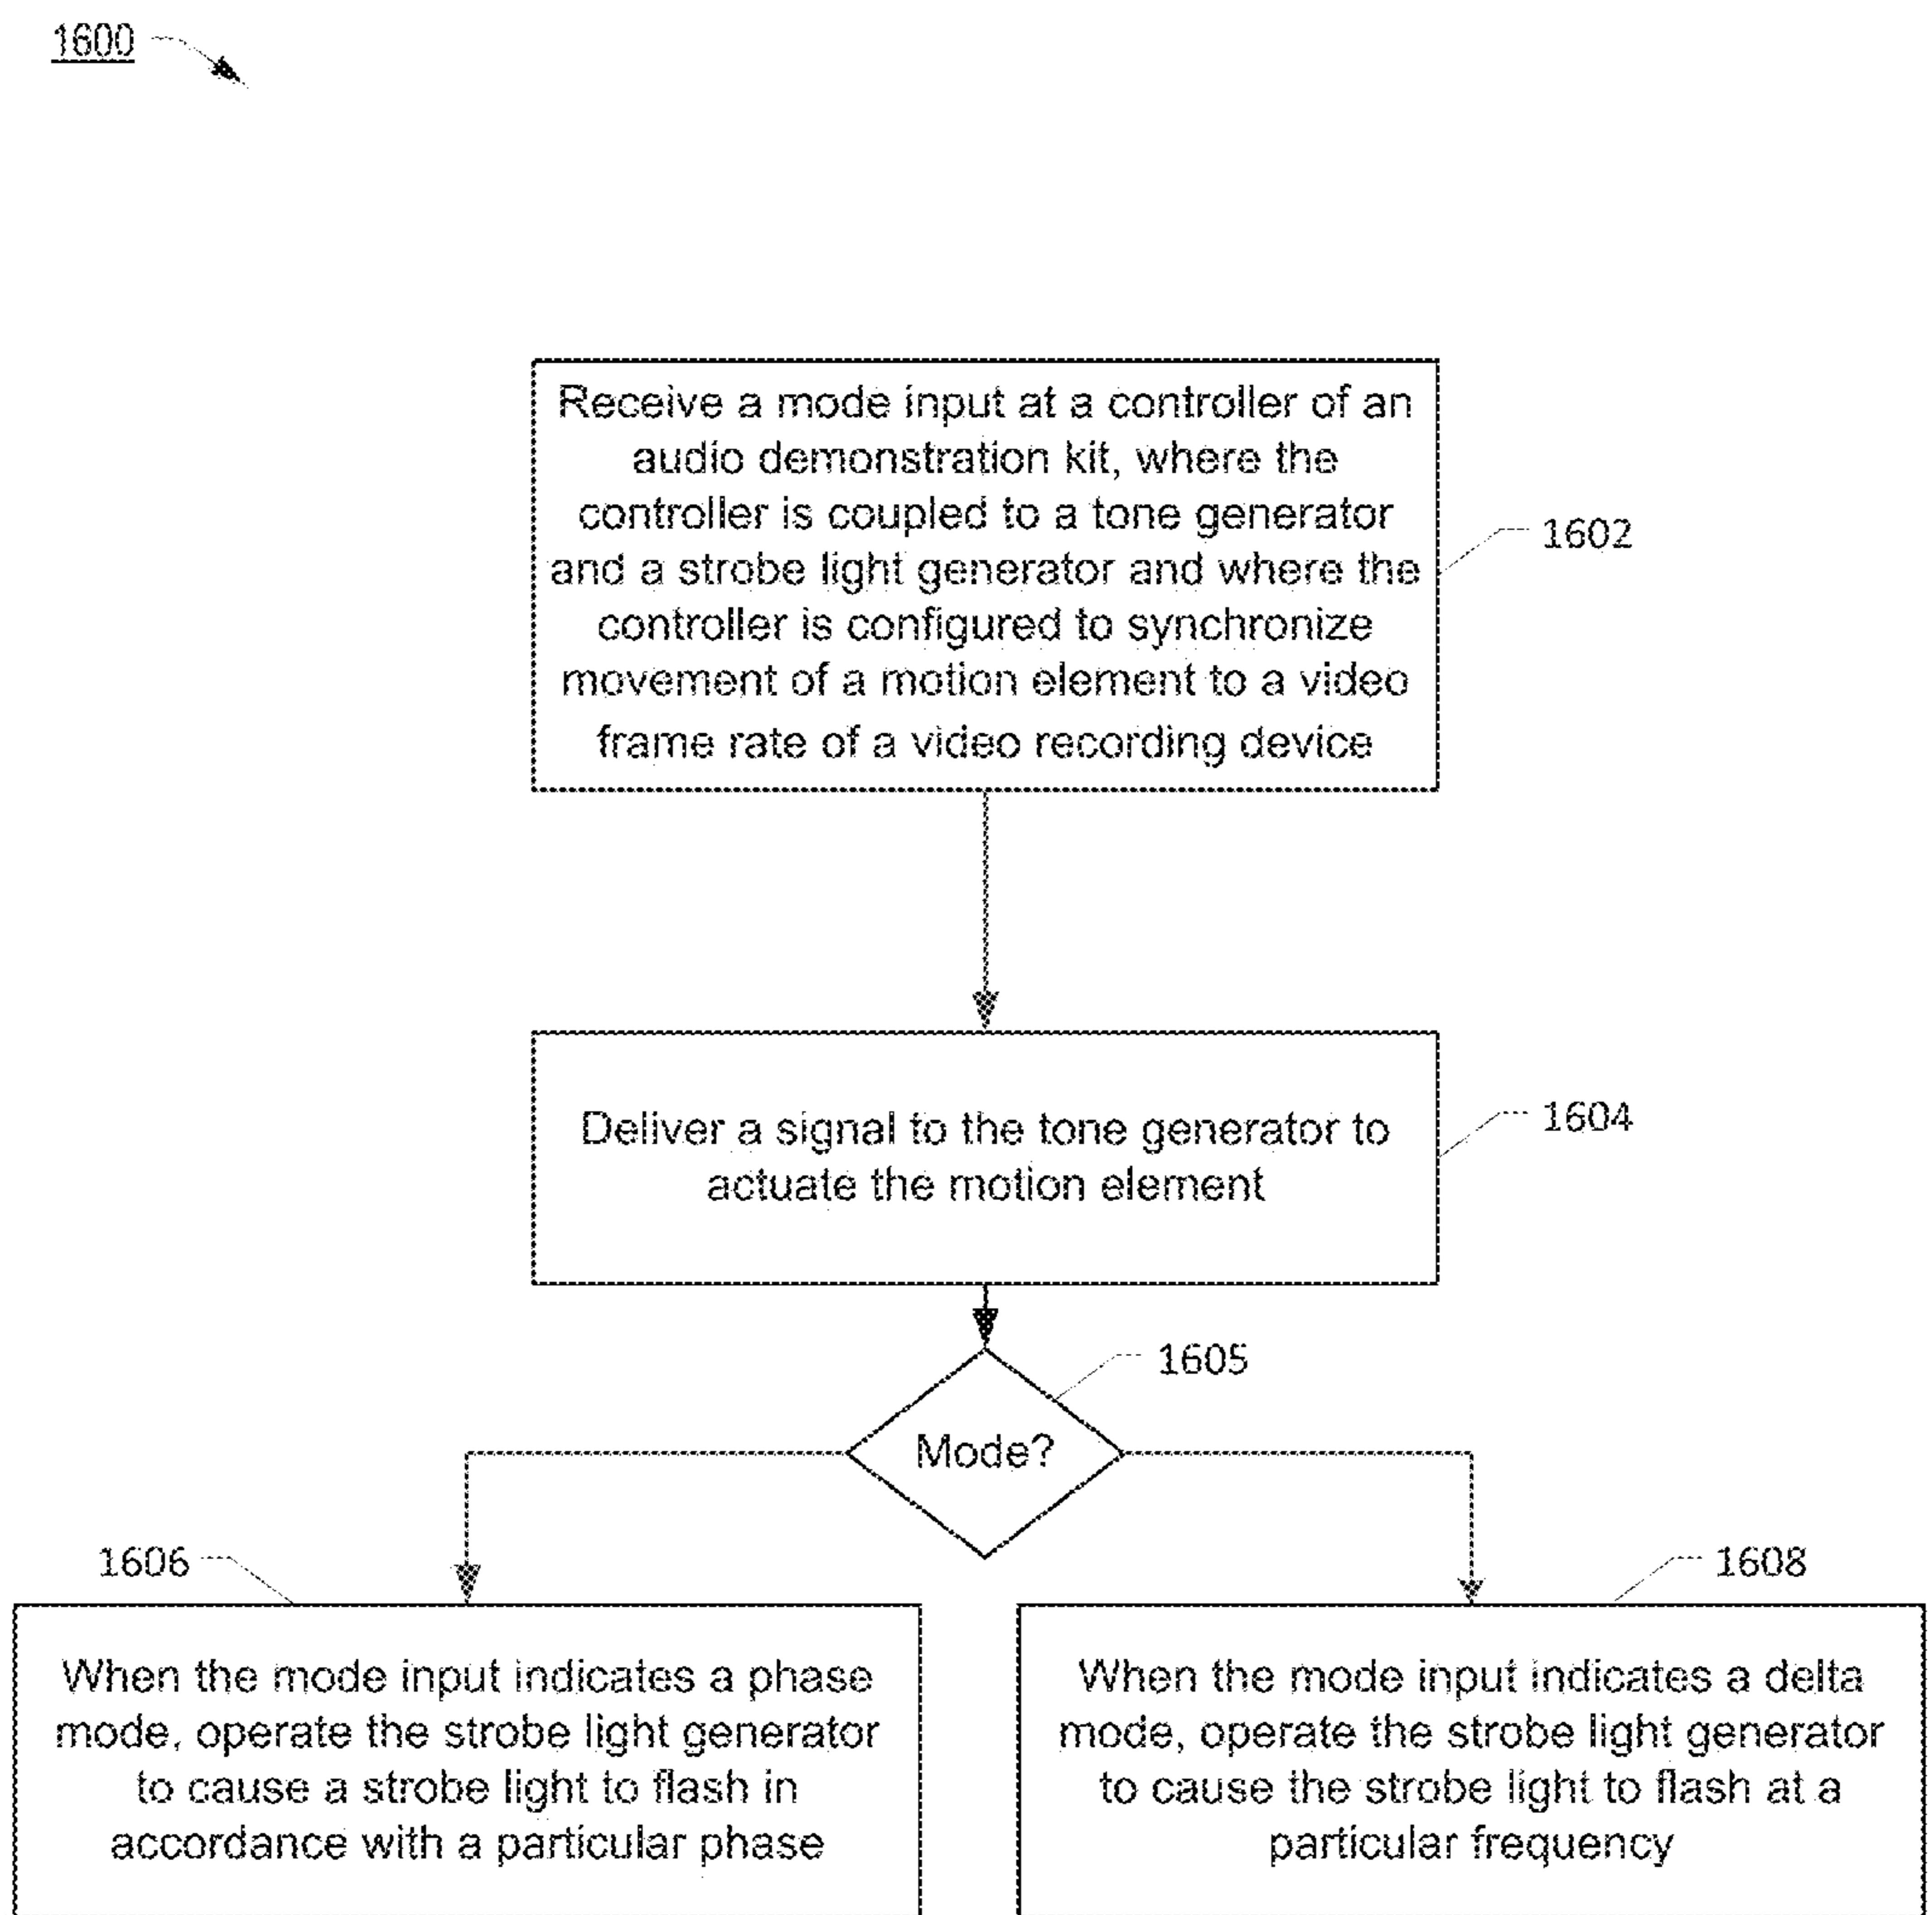 1600
Receive a mode input at a controller of an
audio demonstration kit, where the
controller is coupled to a tone generator
and a strobe light generator and where the
controller is configured to synchronize
movement of a motion element to a video
frame rate of a video recording device
1602
Deliver a signal to the tone generator to
actuate the motion element
1604
1605
Mode?
1606
When the mode input indicates a phase
mode, operate the strobe light generator
to cause a strobe light to flash in
accordance with a particular phase
1608
When the mode input indicates a delta
mode, operate the strobe light generator
to cause the strobe light to flash at a
particular frequency